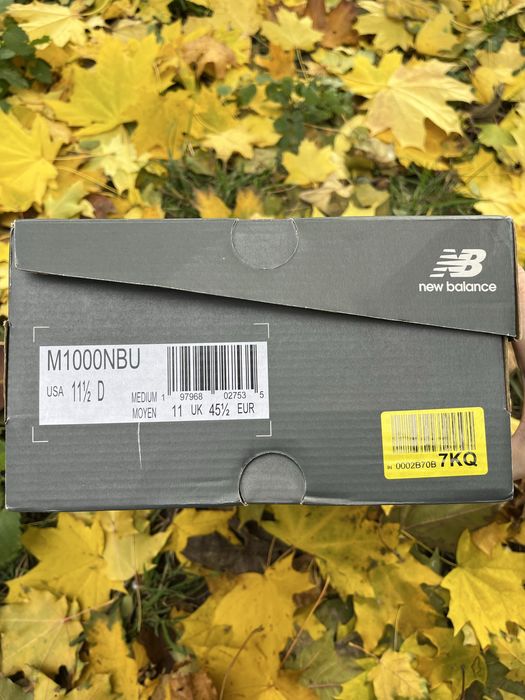 NB
new balance
M1000NBU
USA 11½ D
MEDIUM
MOYEN
1 97968 02753 5
11 UK 45½ EUR
0002B70B 7KQ